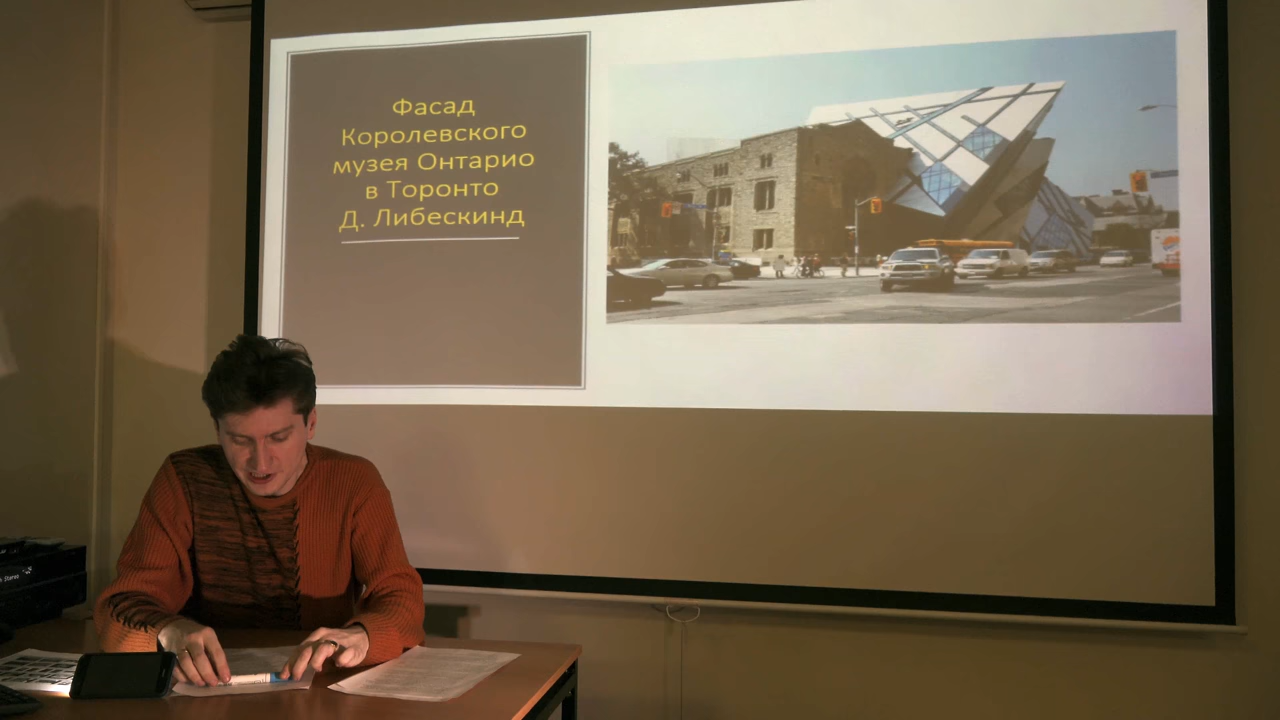 Фасад
Королевского
музея Онтарио
в Торонто
Д. Либескинд